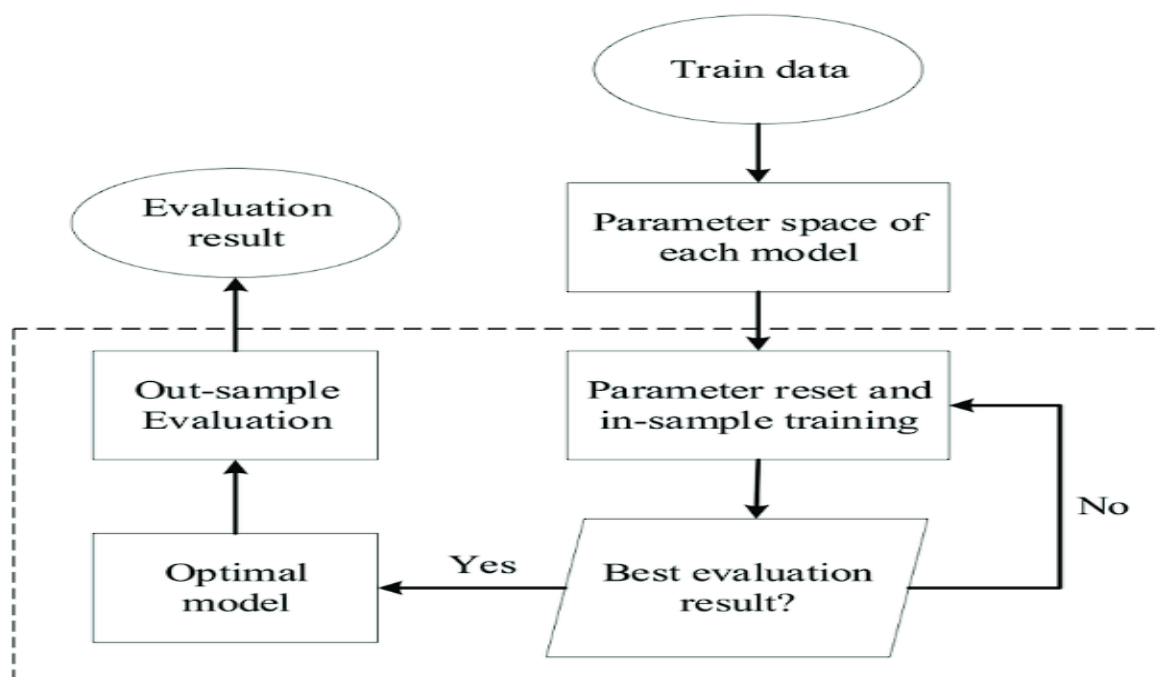 Train data
Parameter space of
each model
Parameter reset and
in-sample training
Best evaluation
result?
No
Yes
Optimal
model
Out-sample
Evaluation
Evaluation
result